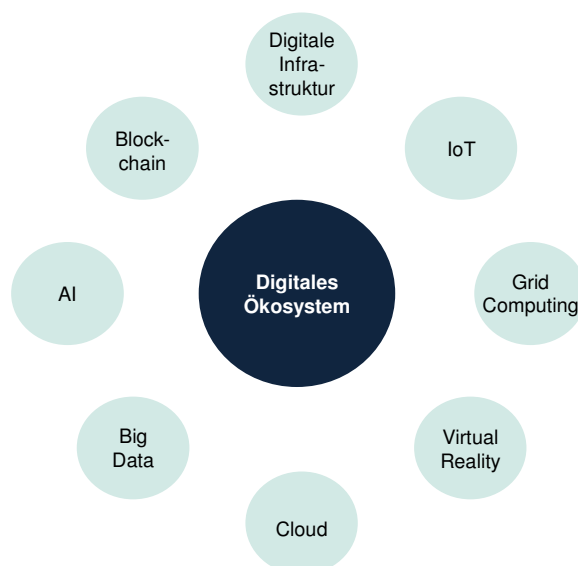 Digitale
Infra-
struktur
Block-
chain
IoT
Digitales
Ökosystem
AI
Grid
Computing
Big
Data
Virtual
Reality
Cloud